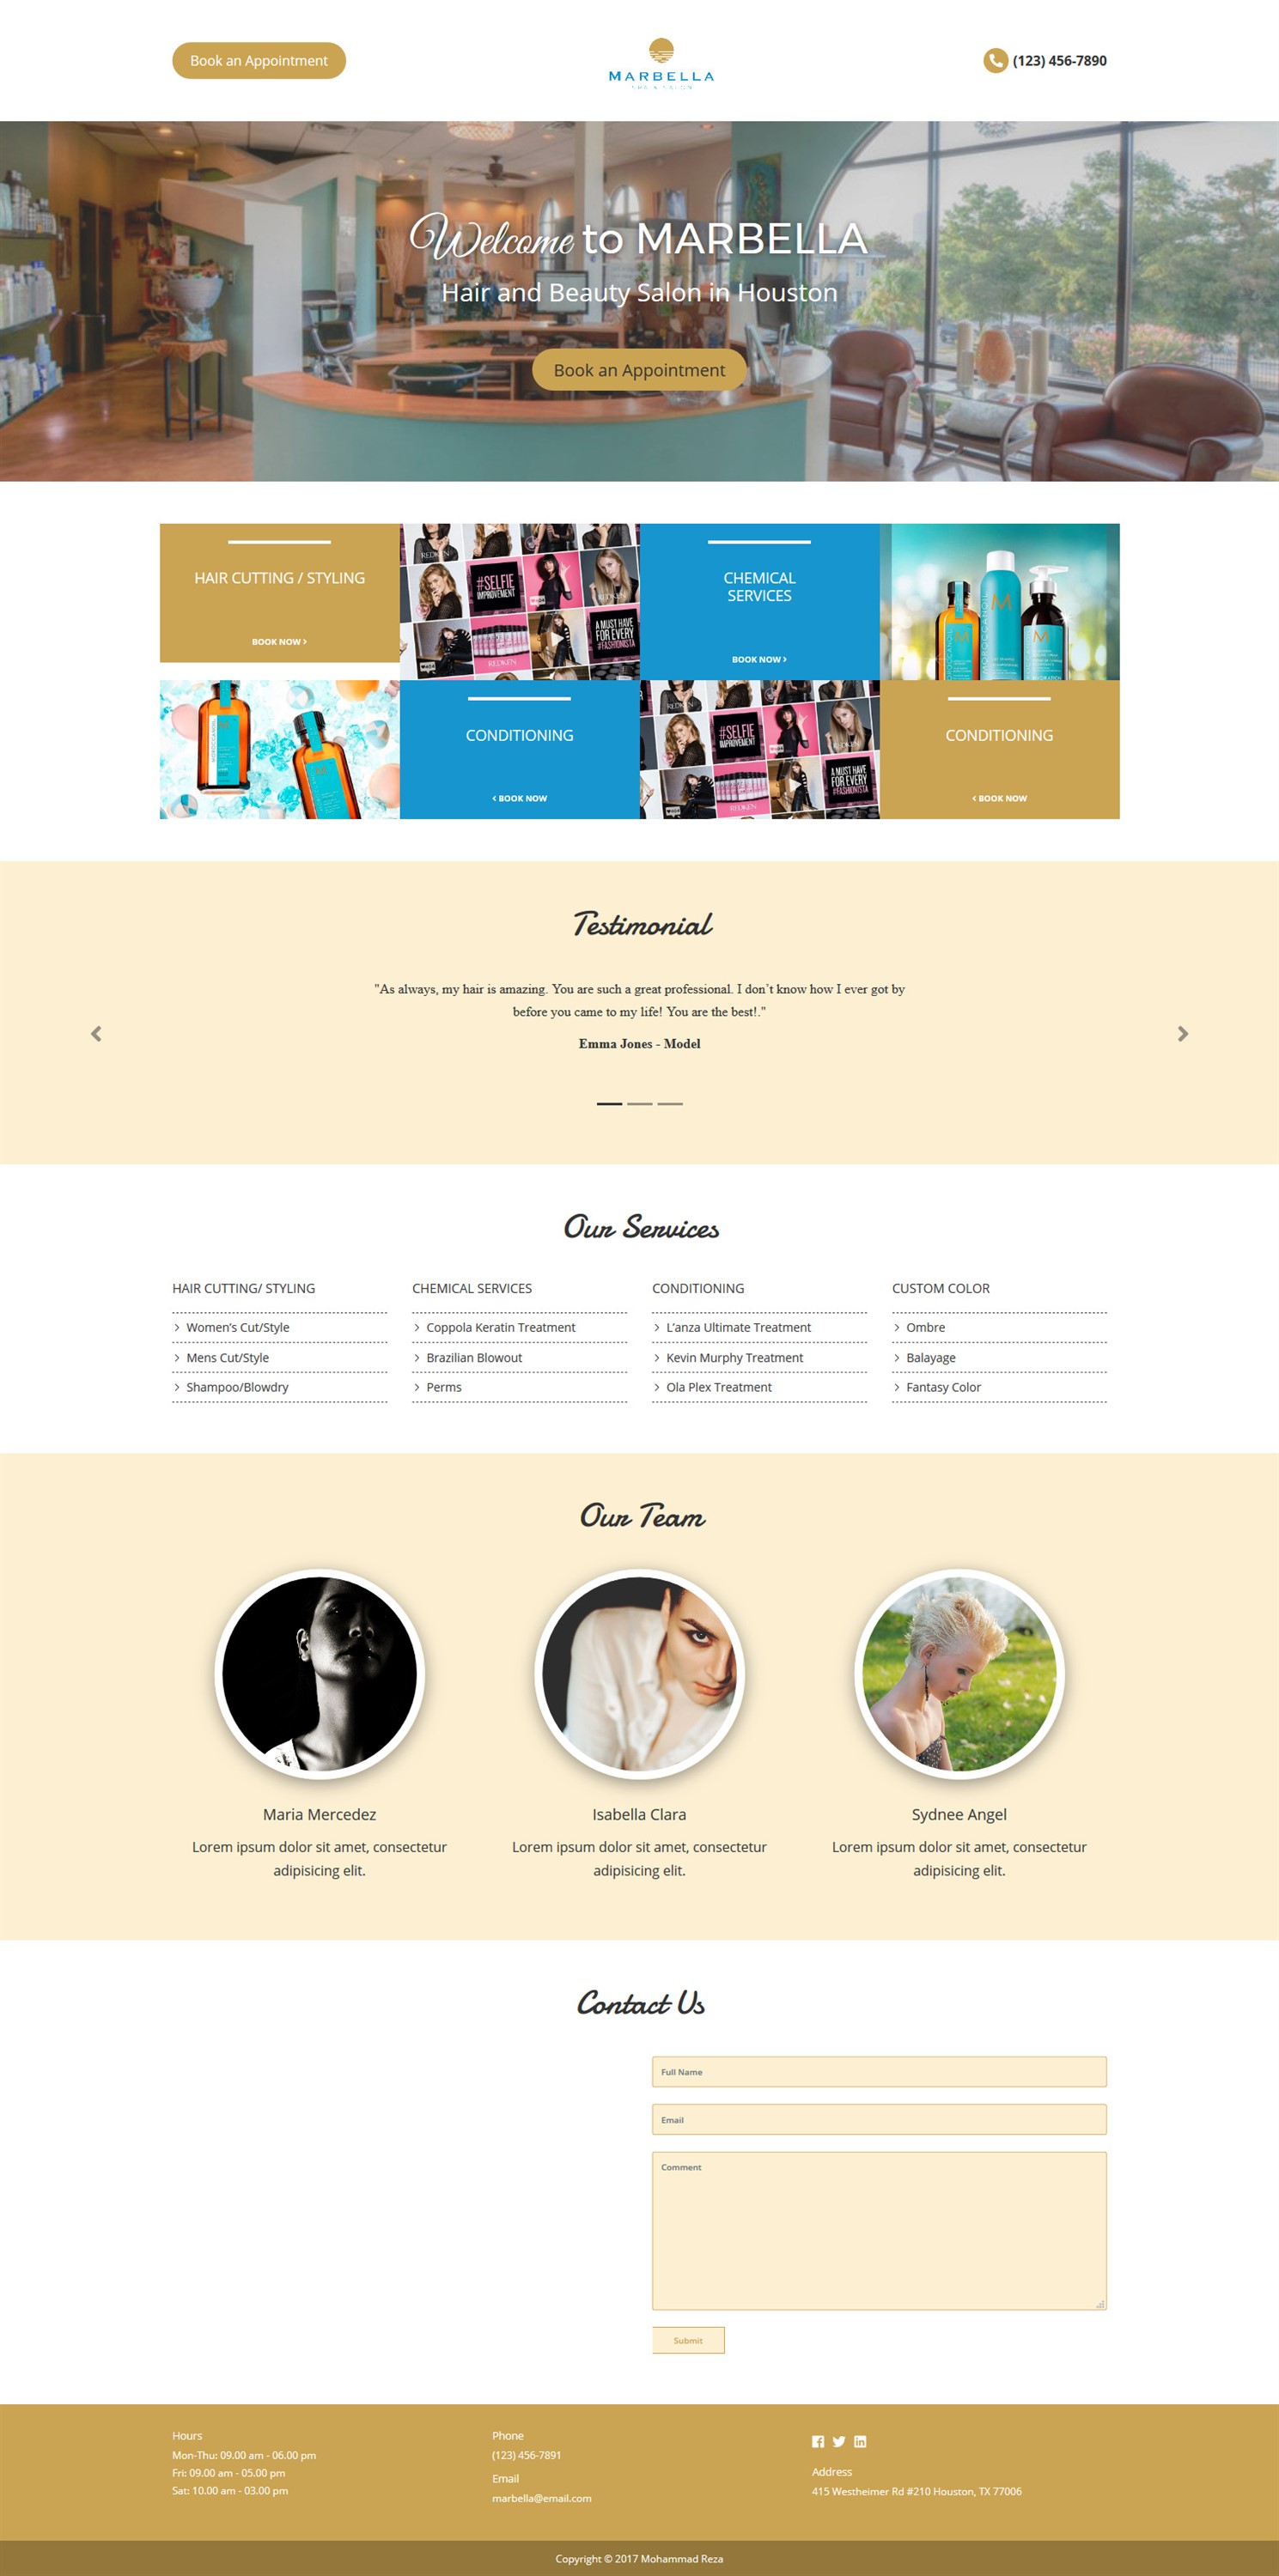 Book an Appointment
MARBELLA
(123) 456-7890
Welcome to MARBELLA
Hair and Beauty Salon in Houston
Book an Appointment
HAIR CUTTING / STYLING
BOOK NOW >
REDKEN
#SELFIE
IMPROVEMENT
REDKEN
A MUST HAVE
FOR EVERY
#FASHIONISTA
REDKEN
CHEMICAL
SERVICES
BOOK NOW >
MOROCCANOIL
M
MOROCCANOIL
CONDITIONING
< BOOK NOW
REDKEN
#SELFIE
IMPROVEMENT
A MUST HAVE
FOR EVERY
#FASHIONISTA
REDKEN
CONDITIONING
< BOOK NOW
Testimonial
"As always, my hair is amazing. You are such a great professional. I don’t know how I ever got by
before you came to my life! You are the best!."
Emma Jones - Model
Our Services
HAIR CUTTING/ STYLING
Women’s Cut/Style
Mens Cut/Style
Shampoo/Blowdry
CHEMICAL SERVICES
Coppola Keratin Treatment
Brazilian Blowout
Perms
CONDITIONING
L’anza Ultimate Treatment
Kevin Murphy Treatment
Ola Plex Treatment
CUSTOM COLOR
Ombre
Balayage
Fantasy Color
Our Team
Maria Mercedez
Lorem ipsum dolor sit amet, consectetur
adipisicing elit.
Isabella Clara
Lorem ipsum dolor sit amet, consectetur
adipisicing elit.
Sydnee Angel
Lorem ipsum dolor sit amet, consectetur
adipisicing elit.
Contact Us
Full Name
Email
Comment
Submit
Hours
Mon-Thu: 09.00 am - 06.00 pm
Fri: 09.00 am - 05.00 pm
Sat: 10.00 am - 03.00 pm
Phone
(123) 456-7891
Email
marbella@email.com
Address
415 Westheimer Rd #210 Houston, TX 77006
Copyright © 2017 Mohammad Reza